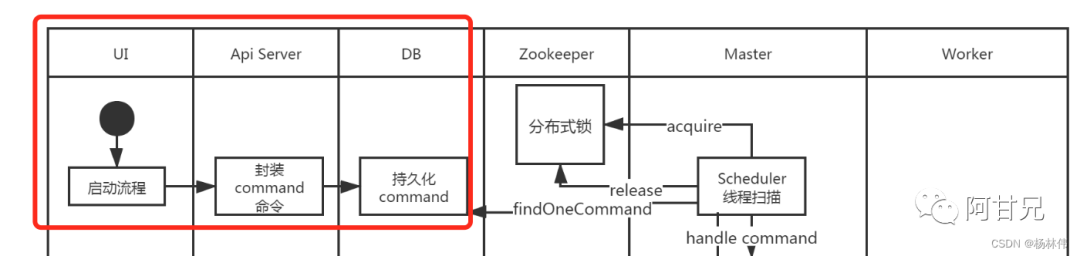 UI
Api Server
DB
Zookeeper
Master
Worker
分布式锁
acquire
启动流程
封装
command
命令
持久化
command
release
findOneCommand
Scheduler
线程扫描
handle command
阿甘兄
CSDN @杨林伟